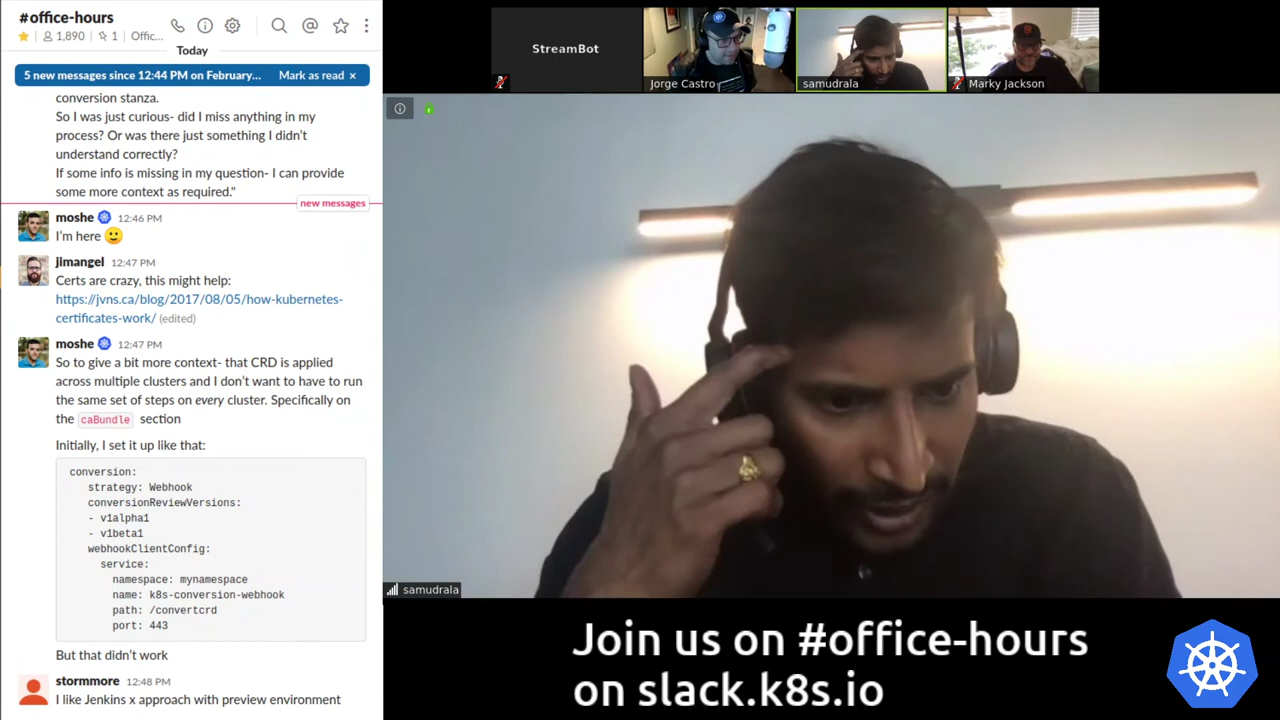 #office-hours
1,890
1
Offic...
Today
5 new messages since 12:44 PM on February... Mark as read ×
conversion stanza.
So I was just curious- did I miss anything in my
process? Or was there just something I didn't
understand correctly?
If some info is missing in my question- I can provide
some more context as required."
new messages
moshe 12:46 PM
I'm here
jimangel 12:47 PM
Certs are crazy, this might help:
https://jvns.ca/blog/2017/08/05/how-kubernetes-
certificates-work/ (edited)
moshe 12:47 PM
So to give a bit more context- that CRD is applied
across multiple clusters and I don't want to have to run
the same set of steps on every cluster. Specifically on
the caBundle section
Initially, I set it up like that:
conversion:
strategy: Webhook
conversionReviewVersions:
- v1alpha1
- v1beta1
webhookClientConfig:
service:
namespace: mynamespace
name: k8s-conversion-webhook
path: /convertcrd
port: 443
But that didn't work
stormmore 12:48 PM
I like Jenkins x approach with preview environment
StreamBot
Jorge Castro
samudrala
Marky Jackson
samudrala
Join us on #office-hours
on slack.k8s.io